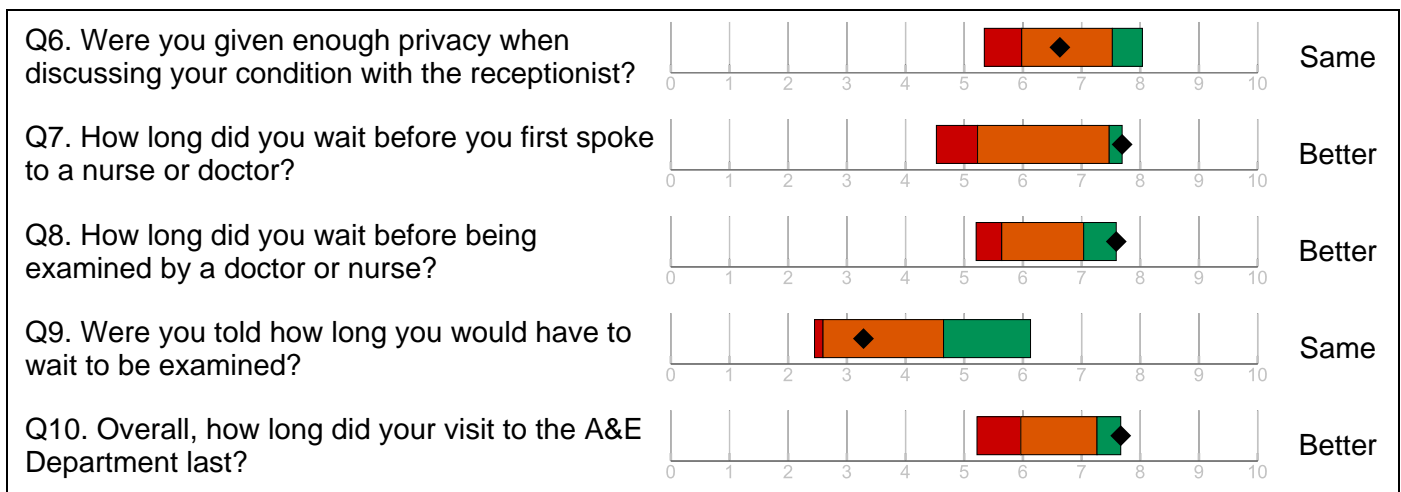 Q6. Were you given enough privacy when
discussing your condition with the receptionist?
0 1 2 3 4 5 6 7 8 9 10
Same
Q7. How long did you wait before you first spoke
to a nurse or doctor?
0 1 2 3 4 5 6 7 8 9 10
Better
Q8. How long did you wait before being
examined by a doctor or nurse?
0 1 2 3 4 5 6 7 8 9 10
Better
Q9. Were you told how long you would have to
wait to be examined?
0 1 2 3 4 5 6 7 8 9 10
Same
Q10. Overall, how long did your visit to the A&E
Department last?
0 1 2 3 4 5 6 7 8 9 10
Better